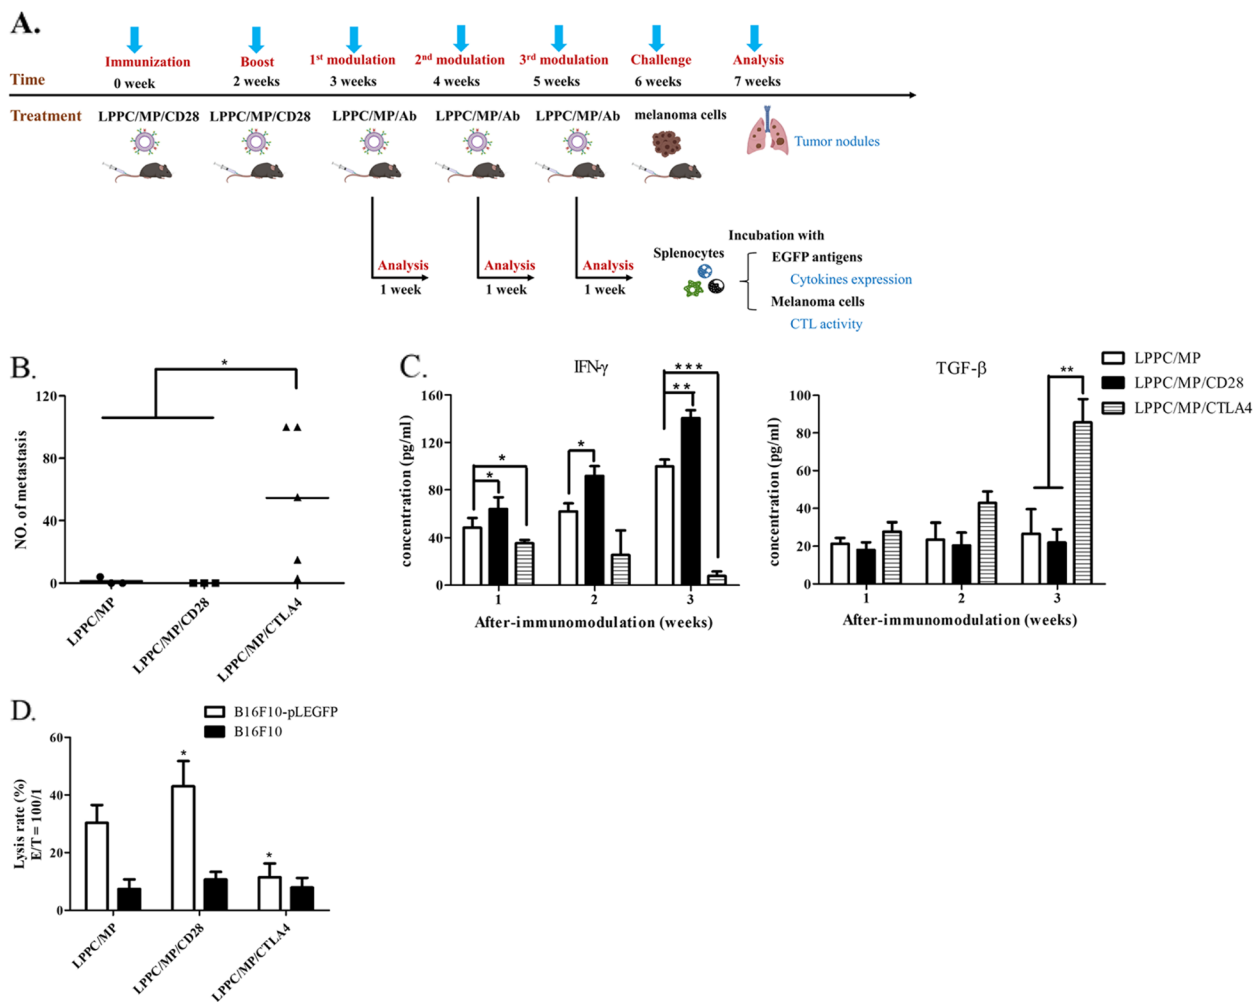 A.
Immunization Boost 1st modulation 2nd modulation 3rd modulation Challenge Analysis
Time 0 week 2 weeks 3 weeks 4 weeks 5 weeks 6 weeks 7 weeks
Treatment LPPC/MP/CD28 LPPC/MP/CD28 LPPC/MP/Ab LPPC/MP/Ab LPPC/MP/Ab melanoma cells
Tumor nodules
Analysis Analysis Analysis
1 week 1 week 1 week
Incubation with
Splenocytes
EGFP antigens
Cytokines expression
Melanoma cells
CTL activity
B.
*
NO. of metastasis
120
80
40
0
LPPC/MP
LPPC/MP/CD28
LPPC/MP/CTLA4
C.
IFN-γ
concentration (pg/ml)
160
120
80
40
0
* * * ** ***
1 2 3
After-immunomodulation (weeks)
TGF-β
concentration (pg/ml)
100
80
60
40
20
0
**
1 2 3
After-immunomodulation (weeks)
LPPC/MP
LPPC/MP/CD28
LPPC/MP/CTLA4
D.
B16F10-pLEGFP
B16F10
Lysis rate (%)
E/T = 100/1
60
40
20
0
* *
LPPC/MP
LPPC/MP/CD28
LPPC/MP/CTLA4